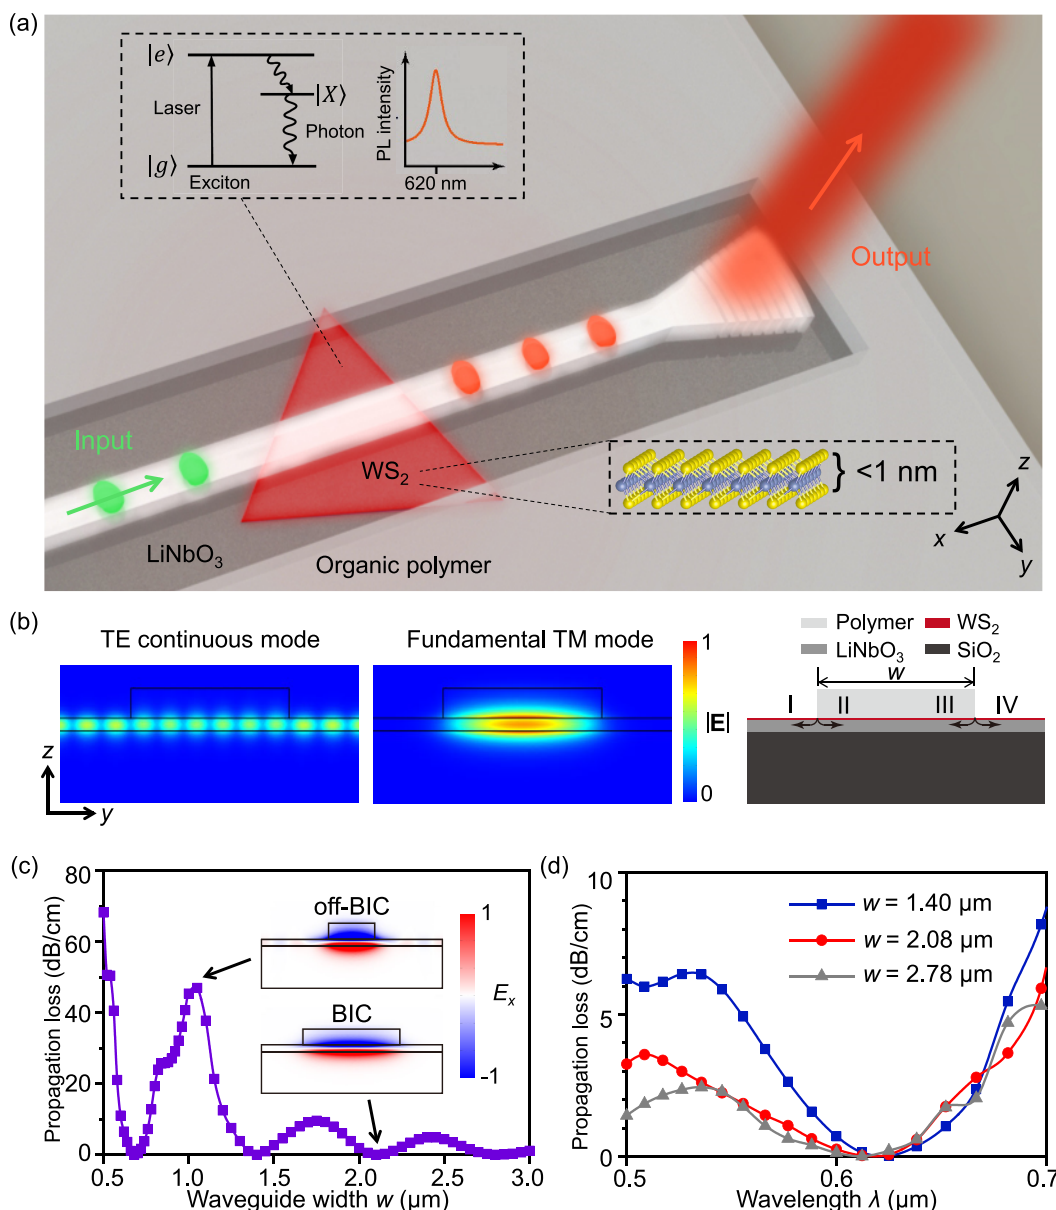 (a)
|e⟩
|X⟩
Laser
Photon
|g⟩
Exciton
PL intensity
620 nm
Output
Input
WS₂
<1 nm
LiNbO₃
Organic polymer
z
x
y
(b)
TE continuous mode
Fundamental TM mode
1
|E|
0
z
y
Polymer
WS₂
LiNbO₃
SiO₂
w
I
II
III
IV
(c)
Propagation loss (dB/cm)
80
60
40
20
0
0.5
1.0
1.5
2.0
2.5
3.0
Waveguide width w (μm)
off-BIC
BIC
1
Eₓ
-1
(d)
Propagation loss (dB/cm)
10
5
0
0.5
0.6
0.7
Wavelength λ (μm)
w = 1.40 μm
w = 2.08 μm
w = 2.78 μm